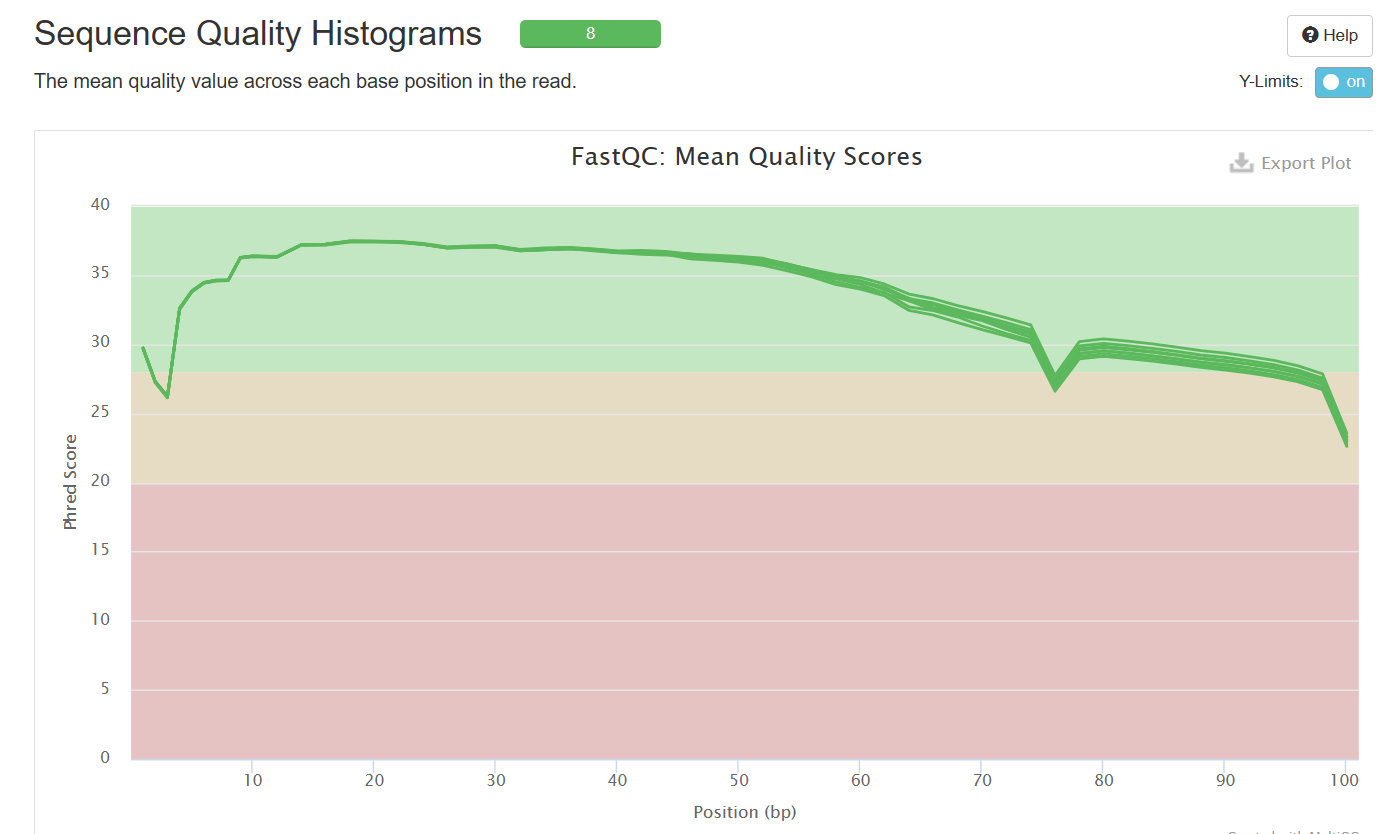 Sequence Quality Histograms
8
Help
The mean quality value across each base position in the read.
Y-Limits: on
FastQC: Mean Quality Scores
Export Plot
40
35
30
25
20
15
10
5
0
Phred Score
10 20 30 40 50 60 70 80 90 100
Position (bp)